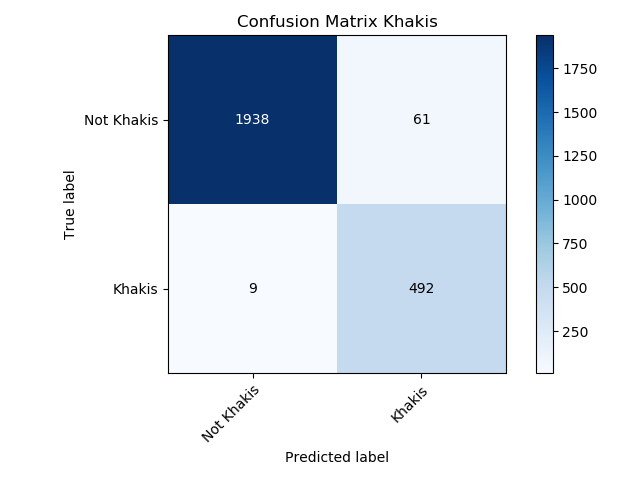 Confusion Matrix Khakis
Not Khakis
1938
61
Khakis
9
492
1750
1500
1250
1000
750
500
250
True label
Not Khakis
Khakis
Predicted label